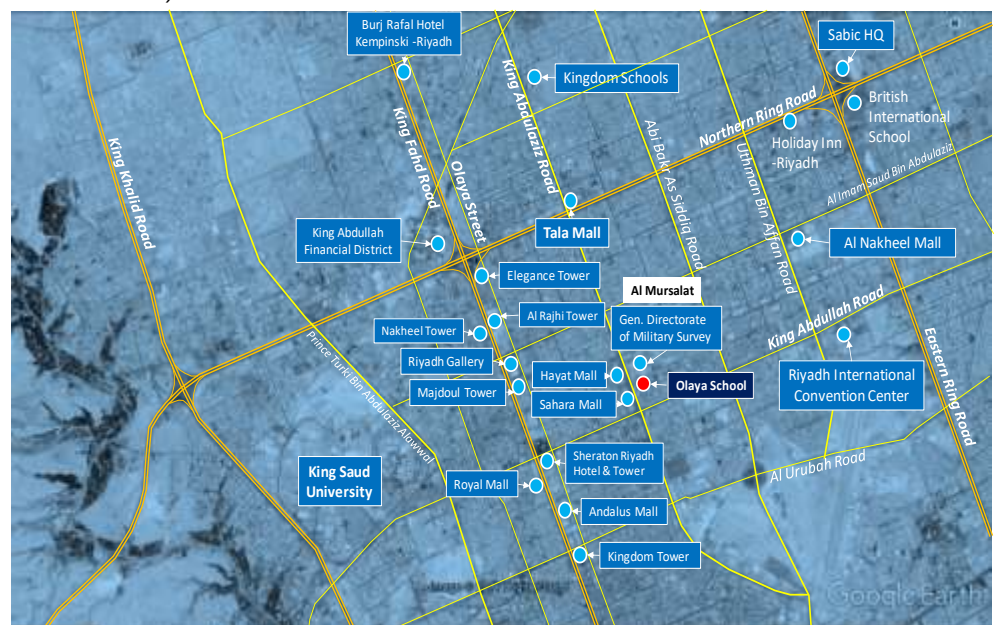 Burj Rafal Hotel
Kempinski -Riyadh
Sabic HQ
Kingdom Schools
British
International
School
Holiday Inn
-Riyadh
Northern Ring Road
King Abdulaziz Road
King Fahd Road
Olaya Street
King Khalid Road
Abi Bakr As Siddiq Road
Uthman Bin Affan Road
Al Imam Saud Bin Abdulaziz
King Abdullah
Financial District
Tala Mall
Al Nakheel Mall
Elegance Tower
Al Mursalat
Al Rajhi Tower
Gen. Directorate
of Military Survey
Nakheel Tower
King Abdullah Road
Prince Turki Bin Abdulaziz Alawwol
Riyadh Gallery
Hayat Mall
Olaya School
Majdoul Tower
Sahara Mall
Riyadh International
Convention Center
Eastern Ring Road
King Saud
University
Sheraton Riyadh
Hotel & Tower
Al Urubah Road
Royal Mall
Andalus Mall
Kingdom Tower
Google Earth